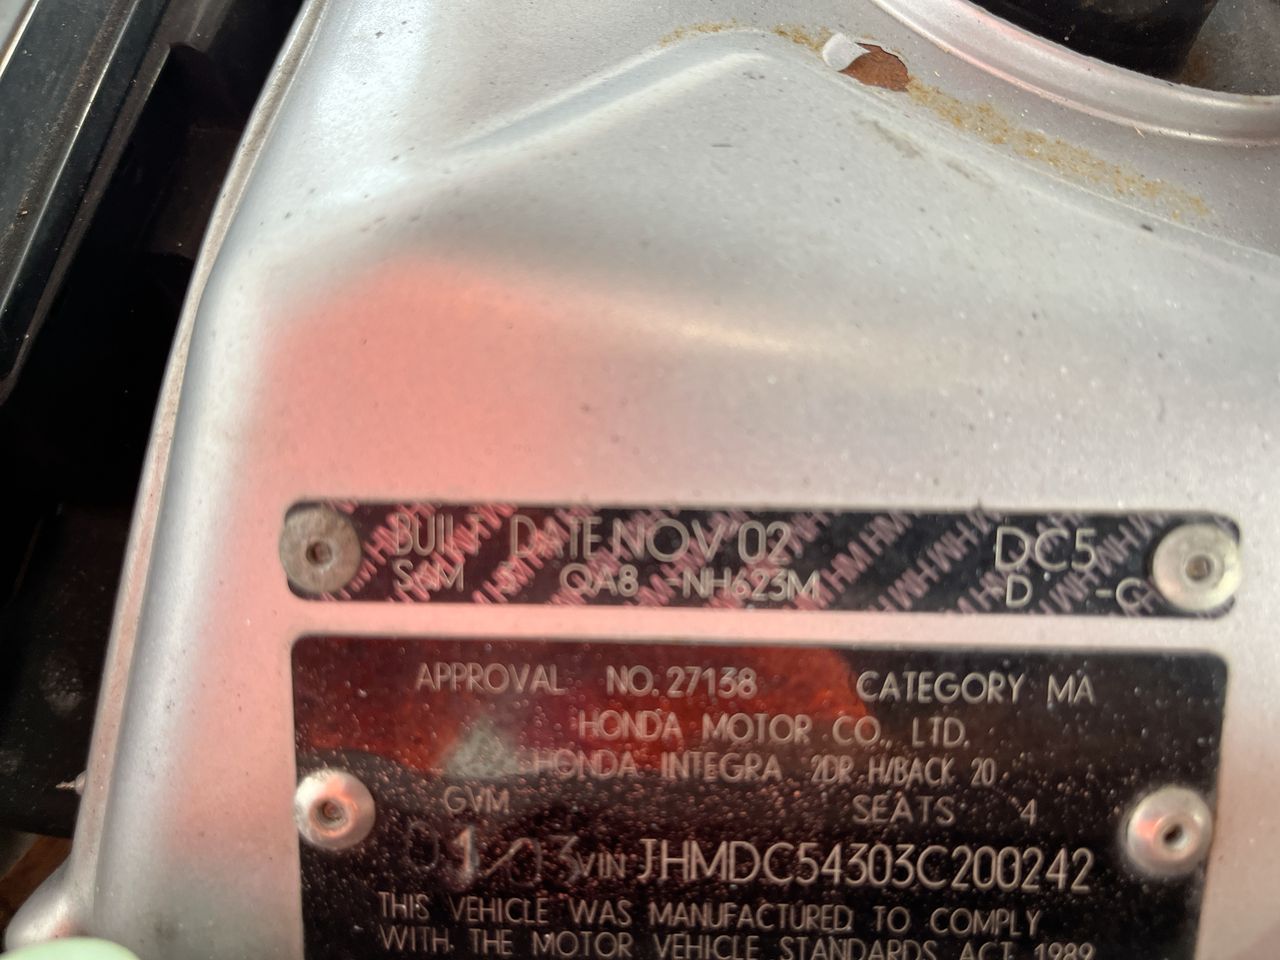 BUIL DATE NOV'02 DC5
QA8 -NH623M D -C
APPROVAL NO. 27138 CATEGORY MA
HONDA MOTOR CO., LTD.
HONDA INTEGRA 2DR H/BACK 20
GVM SEATS 4
01/03 VIN JHMDC54303C200242
THIS VEHICLE WAS MANUFACTURED TO COMPLY
WITH THE MOTOR VEHICLE STANDARDS ACT 1989